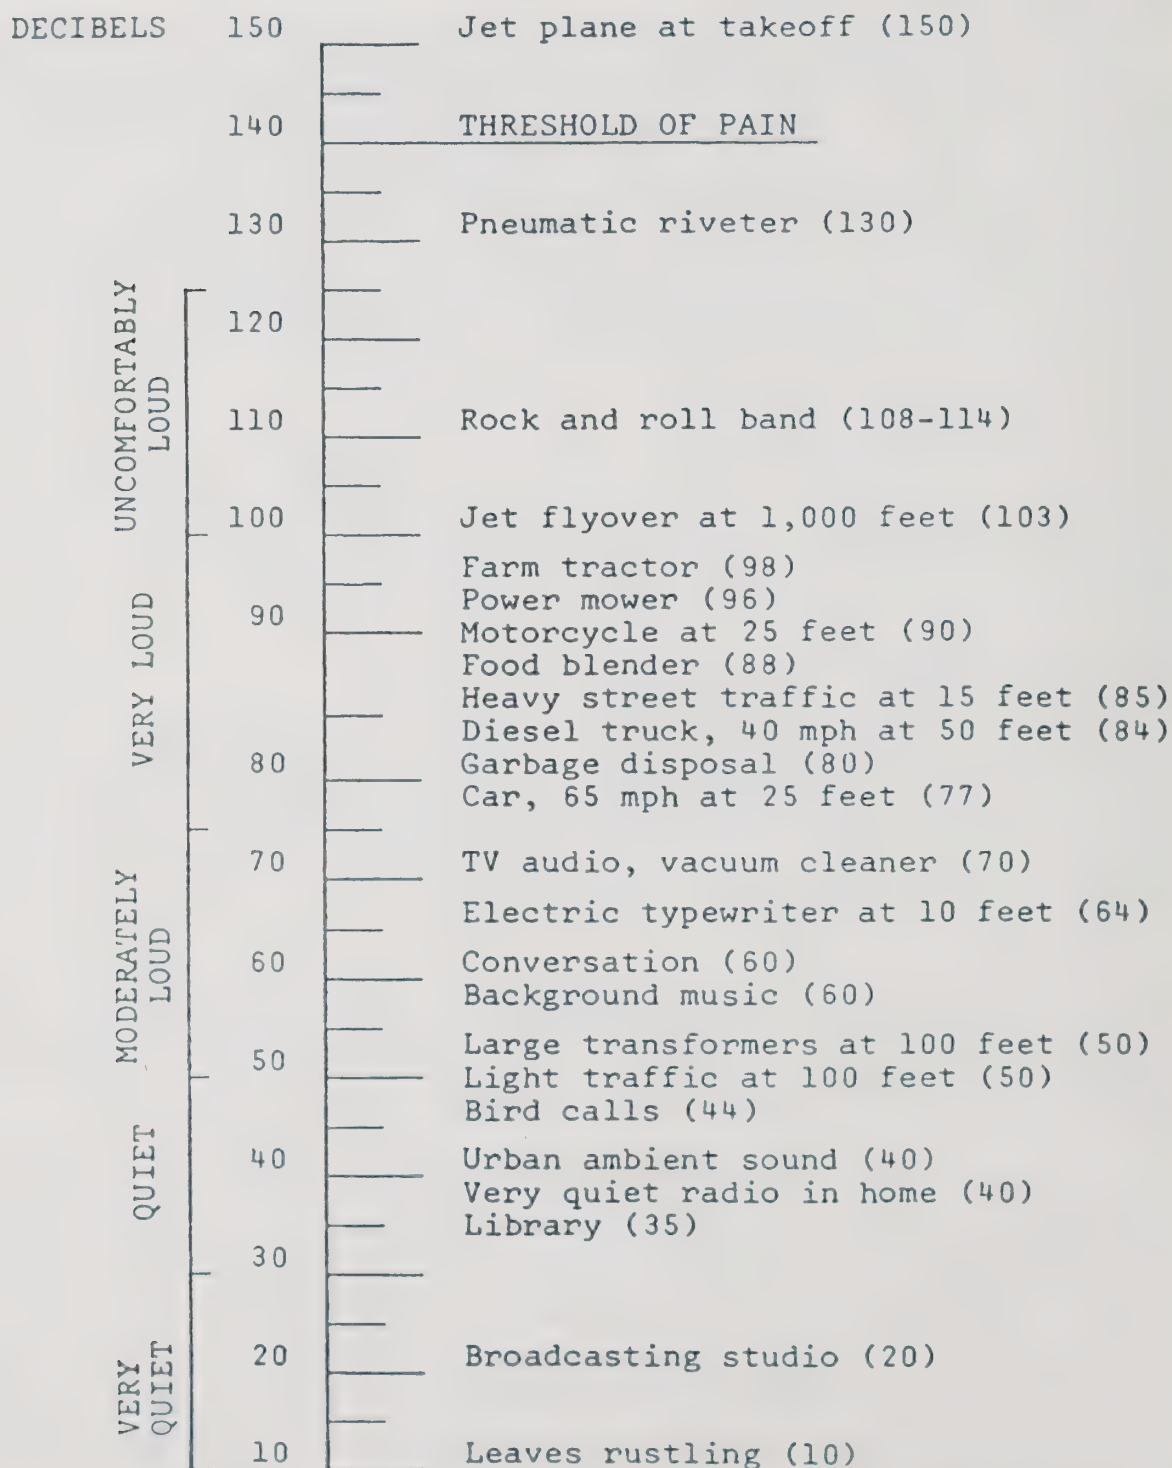 DECIBELS 150 Jet plane at takeoff (150)
140 THRESHOLD OF PAIN
130 Pneumatic riveter (130)
UNCOMFORTABLY
LOUD
120
110 Rock and roll band (108-114)
100 Jet flyover at 1,000 feet (103)
VERY LOUD
Farm tractor (98)
Power mower (96)
90
Motorcycle at 25 feet (90)
Food blender (88)
Heavy street traffic at 15 feet (85)
Diesel truck, 40 mph at 50 feet (84)
80 Garbage disposal (80)
Car, 65 mph at 25 feet (77)
MODERATELY
LOUD
70 TV audio, vacuum cleaner (70)
Electric typewriter at 10 feet (64)
60 Conversation (60)
Background music (60)
Large transformers at 100 feet (50)
50
Light traffic at 100 feet (50)
Bird calls (44)
QUIET
40 Urban ambient sound (40)
Very quiet radio in home (40)
Library (35)
30
VERY
QUIET
20 Broadcasting studio (20)
10 Leaves rustling (10)